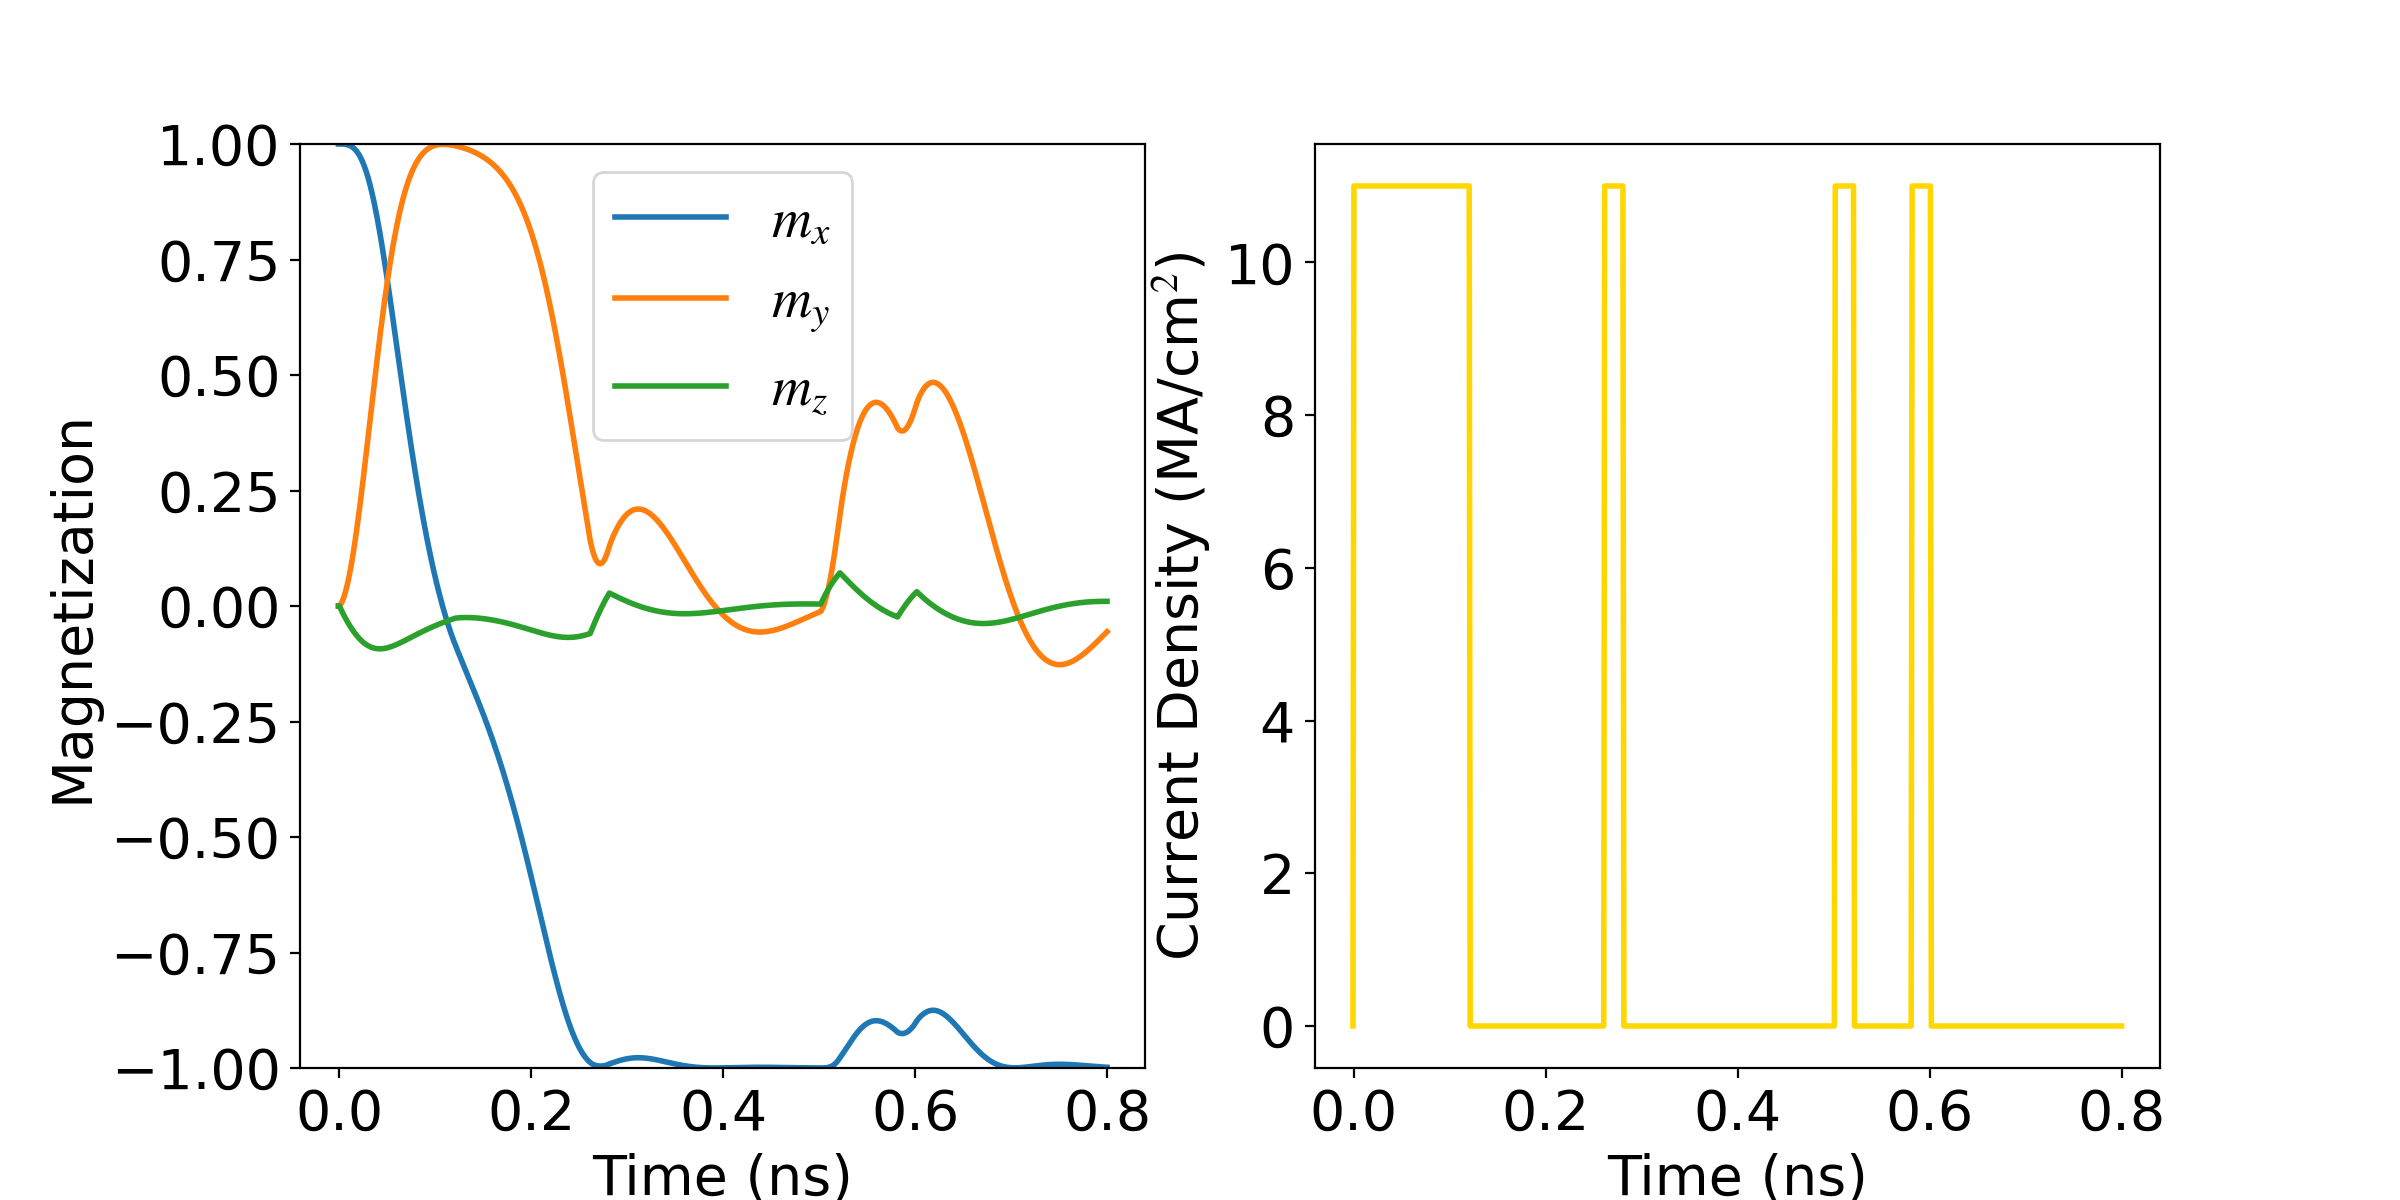 1.00
0.75
0.50
0.25
0.00
−0.25
−0.50
−0.75
−1.00
Magnetization
0.0 0.2 0.4 0.6 0.8
Time (ns)
m_x
m_y
m_z
Current Density (MA/cm²)
10
8
6
4
2
0
0.0 0.2 0.4 0.6 0.8
Time (ns)